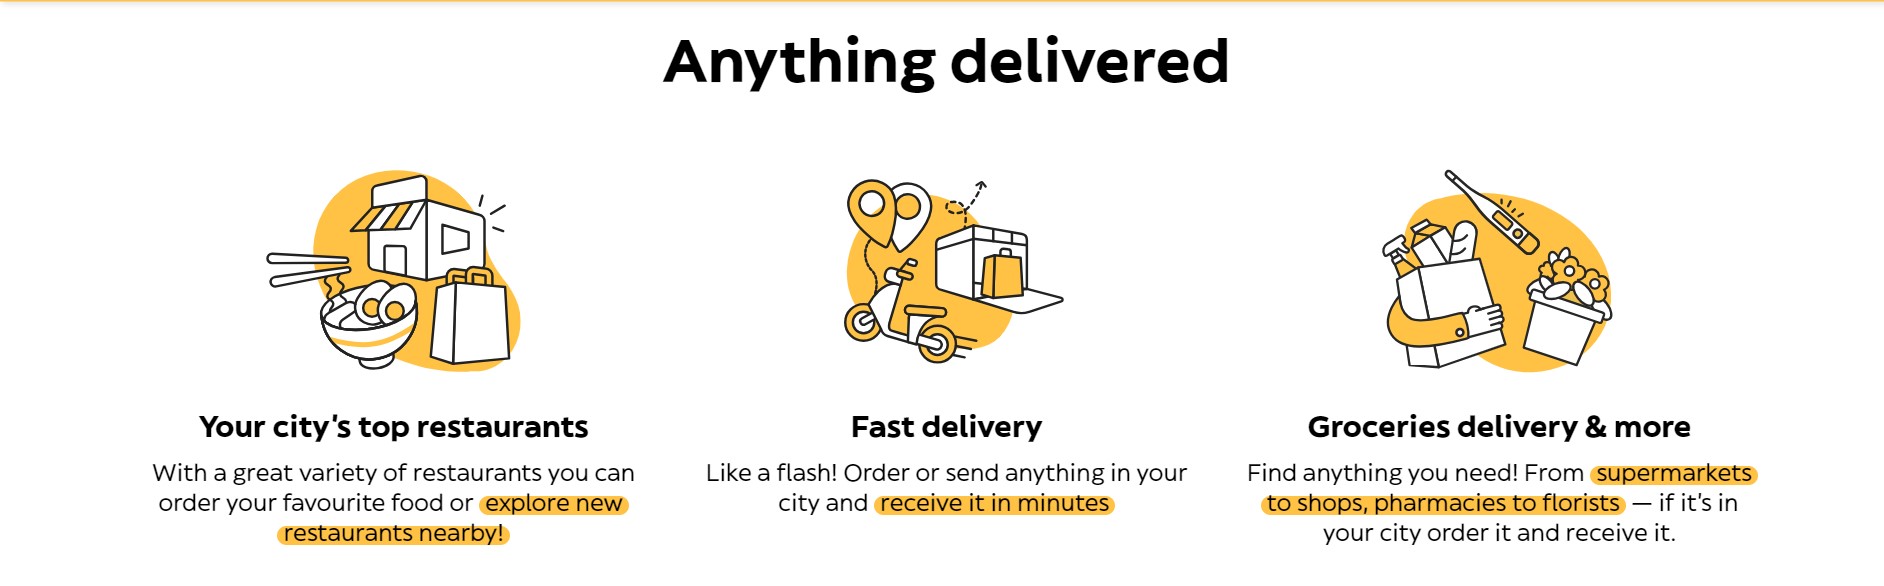 Anything delivered
Your city's top restaurants
With a great variety of restaurants you can
order your favourite food or explore new
restaurants nearby!
Fast delivery
Like a flash! Order or send anything in your
city and receive it in minutes
Groceries delivery & more
Find anything you need! From supermarkets
to shops, pharmacies to florists — if it's in
your city order it and receive it.